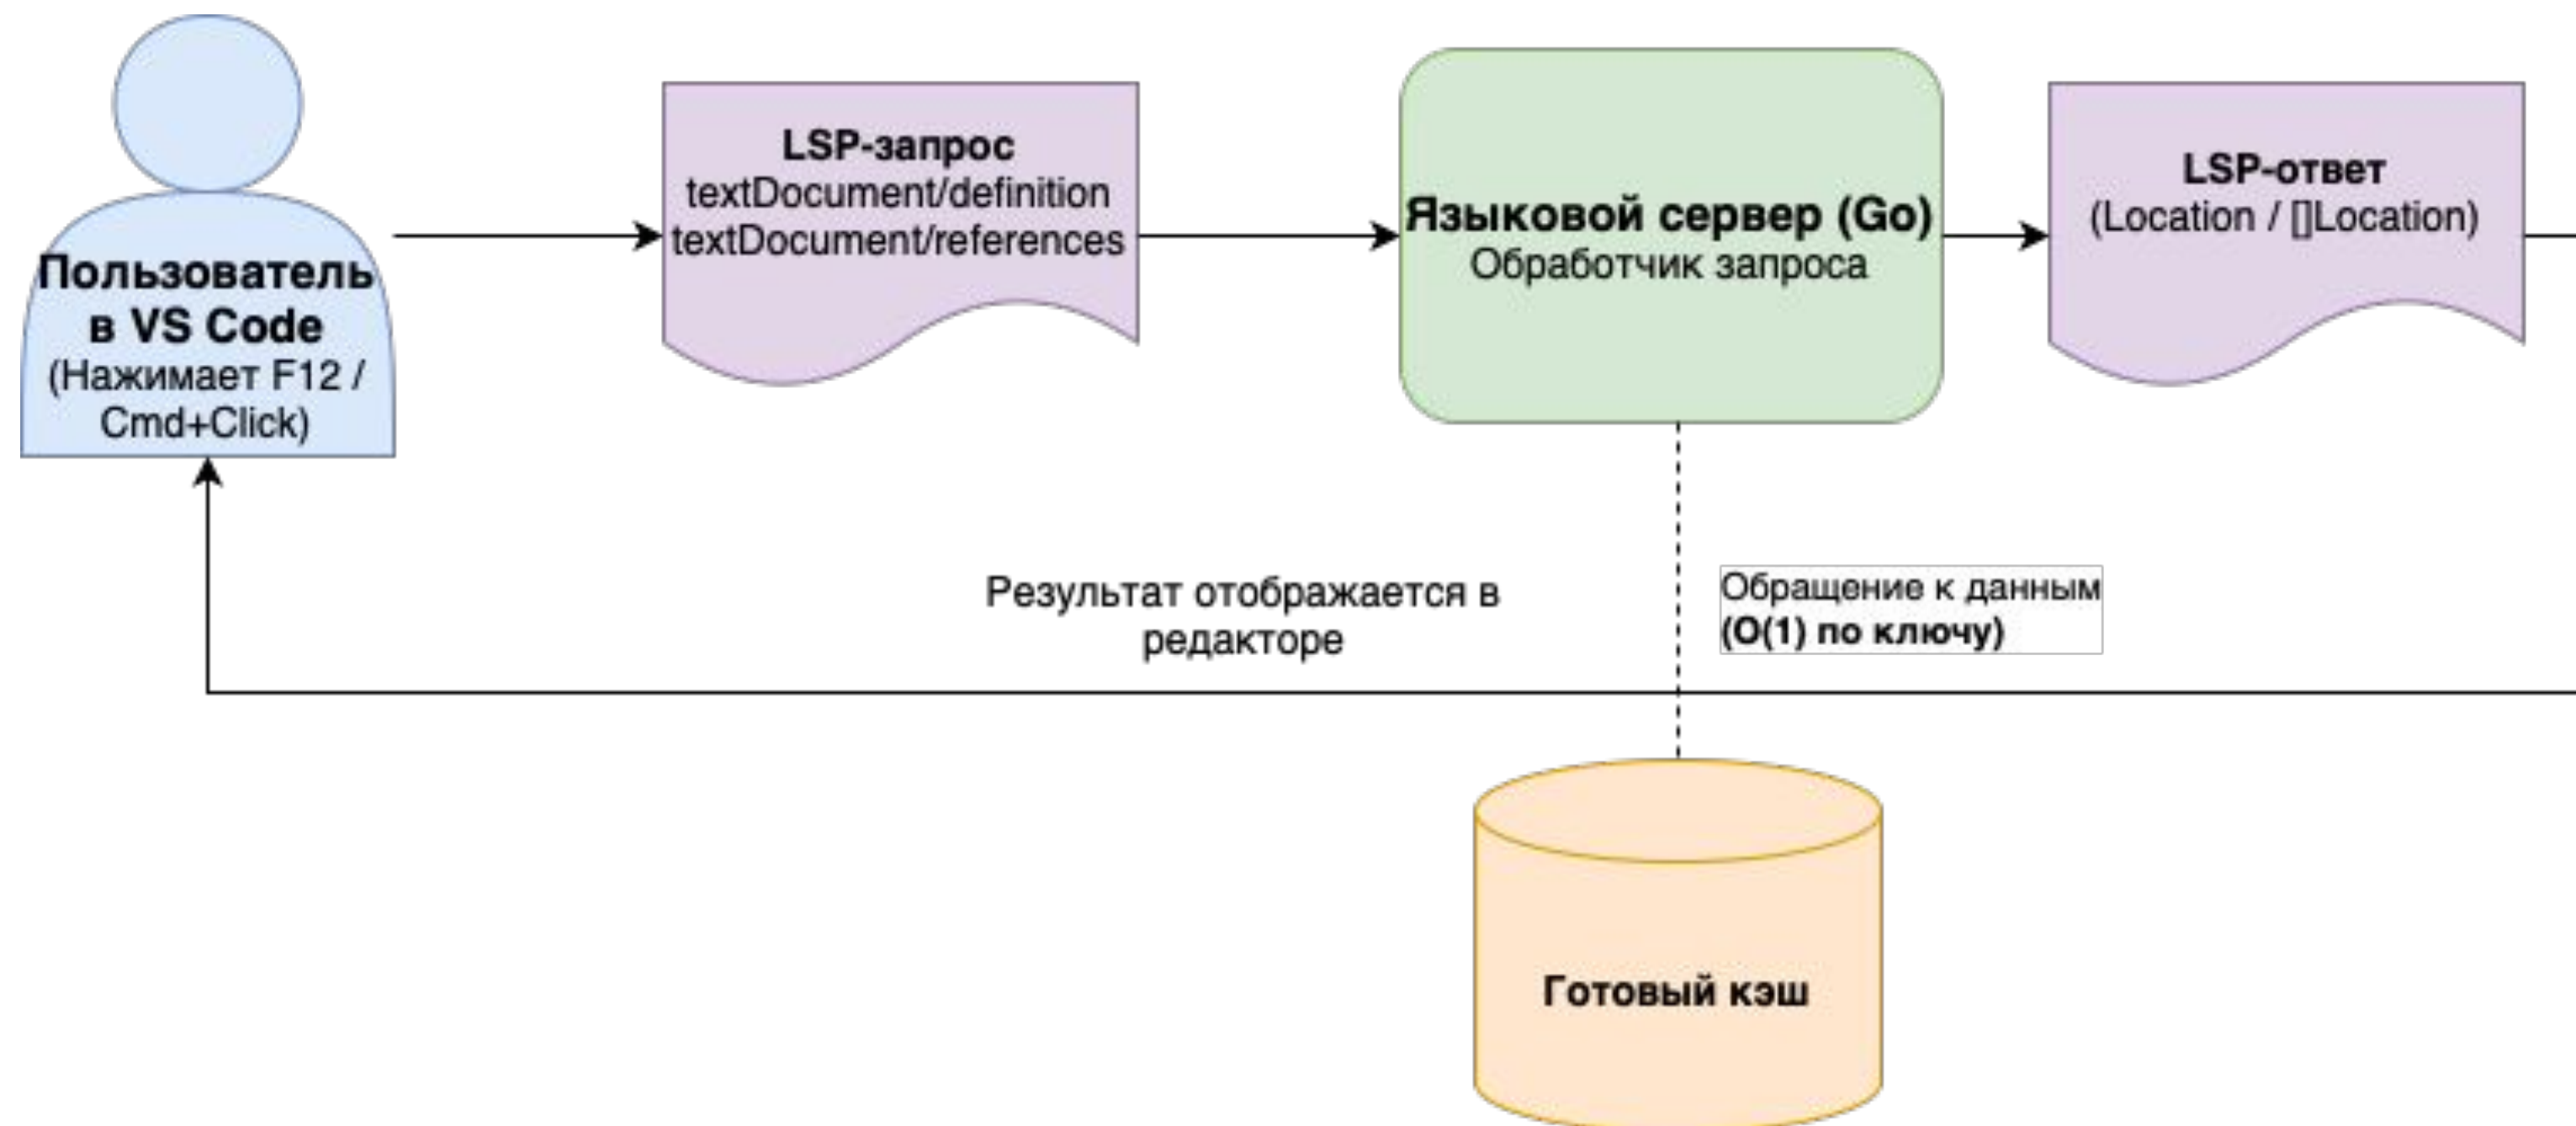 Пользователь
в VS Code
(Нажимает F12 /
Cmd+Click)
LSP-запрос
textDocument/definition
textDocument/references
Языковой сервер (Go)
Обработчик запроса
LSP-ответ
(Location / []Location)
Результат отображается в
редакторе
Обращение к данным
(O(1) по ключу)
Готовый кэш